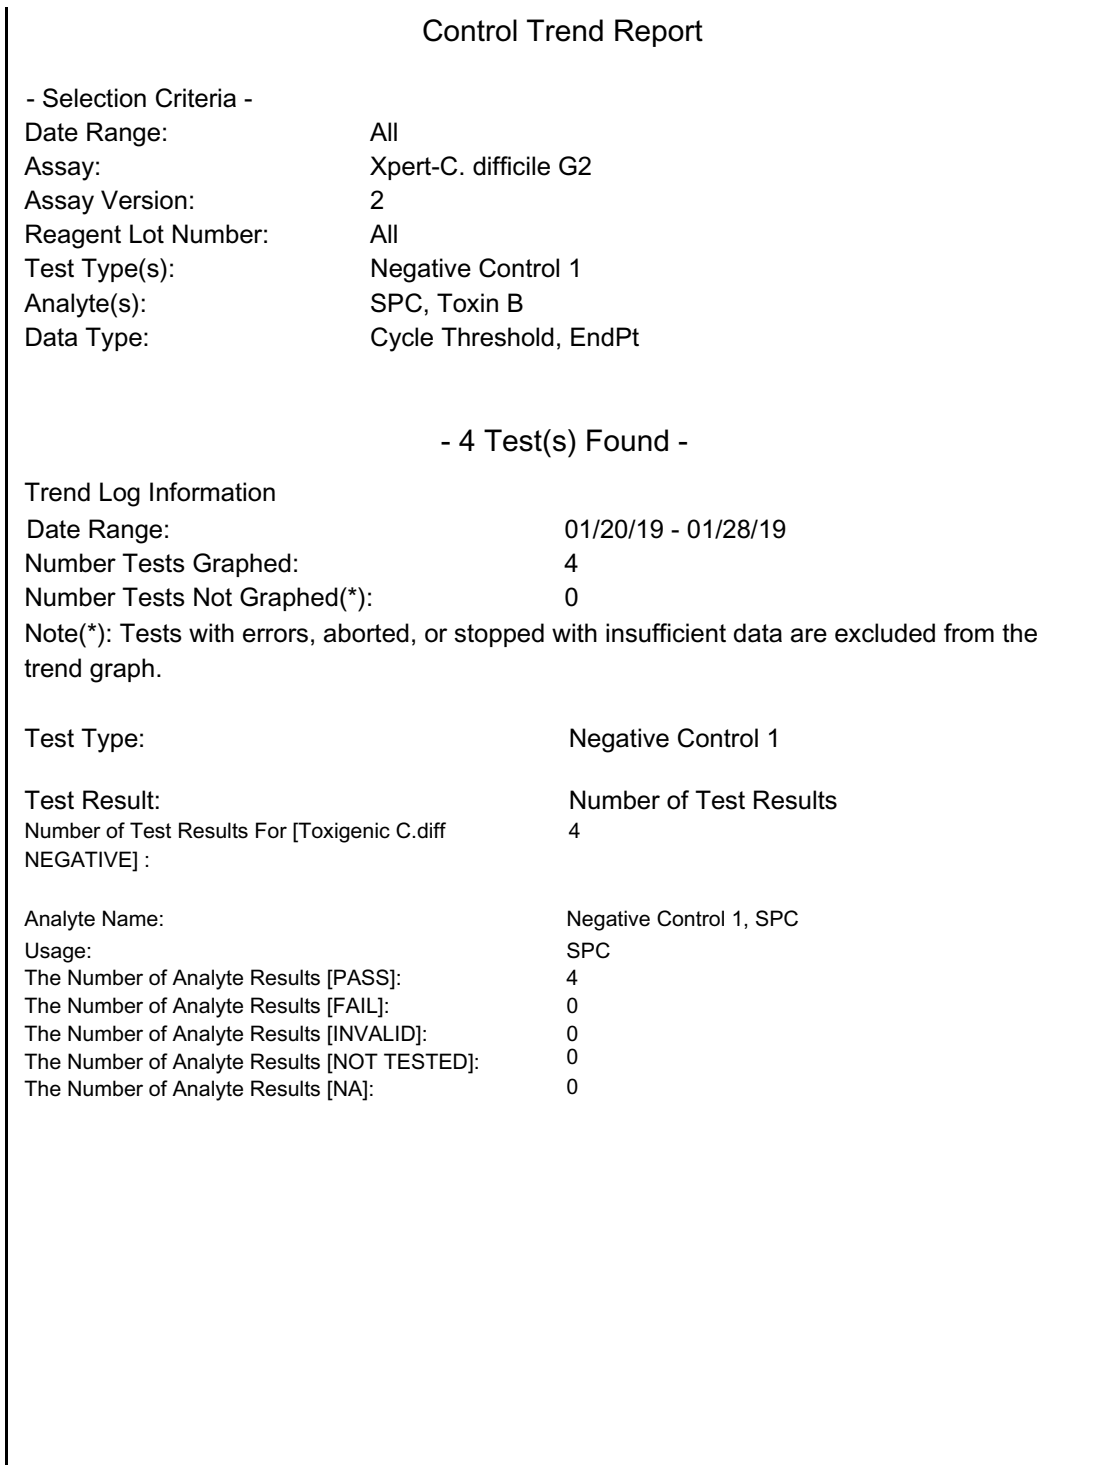 Control Trend Report
- Selection Criteria -
Date Range: All
Assay: Xpert-C. difficile G2
Assay Version: 2
Reagent Lot Number: All
Test Type(s): Negative Control 1
Analyte(s): SPC, Toxin B
Data Type: Cycle Threshold, EndPt
- 4 Test(s) Found -
Trend Log Information
Date Range: 01/20/19 - 01/28/19
Number Tests Graphed: 4
Number Tests Not Graphed(*): 0
Note(*): Tests with errors, aborted, or stopped with insufficient data are excluded from the
trend graph.
Test Type: Negative Control 1
Test Result: Number of Test Results
Number of Test Results For [Toxigenic C.diff 4
NEGATIVE] :
Analyte Name: Negative Control 1, SPC
Usage: SPC
The Number of Analyte Results [PASS]: 4
The Number of Analyte Results [FAIL]: 0
The Number of Analyte Results [INVALID]: 0
The Number of Analyte Results [NOT TESTED]: 0
The Number of Analyte Results [NA]: 0